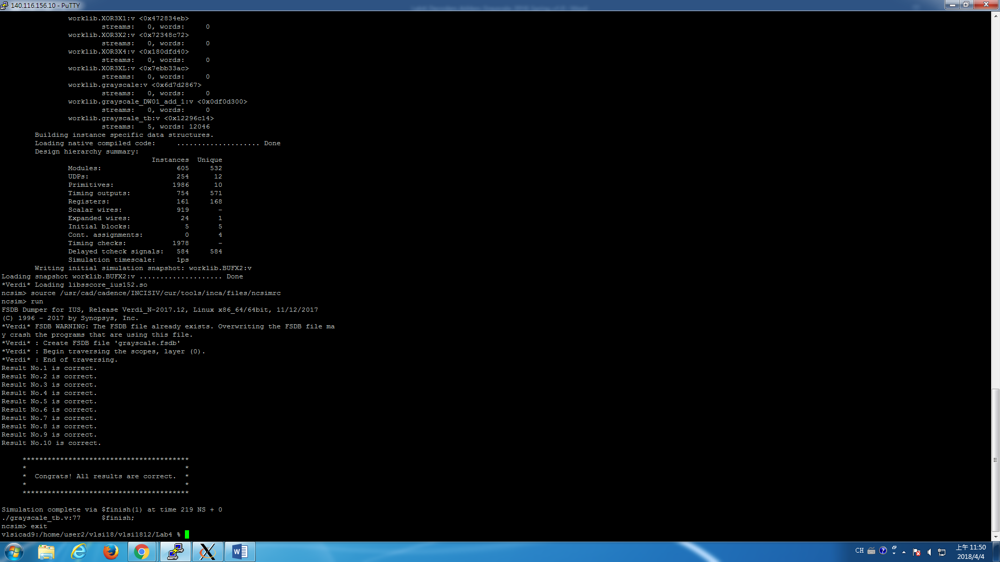 140.116.156.10 - PuTTY
worklib.XOR3X1:v <0x472834eb>
streams:   0, words:     0
worklib.XOR3X2:v <0x72348c72>
streams:   0, words:     0
worklib.XOR3X4:v <0x180dfd40>
streams:   0, words:     0
worklib.XOR3XL:v <0x7ebb33ac>
streams:   0, words:     0
worklib.grayscale:v <0x6d7d2867>
streams:   0, words:     0
worklib.grayscale_DW01_add_1:v <0x0df0d300>
streams:   0, words:     0
worklib.grayscale_tb:v <0x12296c14>
streams:   5, words: 12046
Building instance specific data structures.
Loading native compiled code:     .................... Done
Design hierarchy summary:
Instances  Unique
Modules:                  605     532
UDPs:                     254      12
Primitives:              1986      10
Timing outputs:           754     571
Registers:                161     168
Scalar wires:             919       -
Expanded wires:            24       1
Initial blocks:             5       5
Cont. assignments:          0       4
Timing checks:           1978       -
Delayed tcheck signals:   584     584
Simulation timescale:     1ps
Writing initial simulation snapshot: worklib.BUFX2:v
Loading snapshot worklib.BUFX2:v .................... Done
*Verdi* Loading libsscore_ius152.so
ncsim> source /usr/cad/cadence/INCISIV/cur/tools/inca/files/ncsimrc
ncsim> run
FSDB Dumper for IUS, Release Verdi_N-2017.12, Linux x86_64/64bit, 11/12/2017
(C) 1996 - 2017 by Synopsys, Inc.
*Verdi* FSDB WARNING: The FSDB file already exists. Overwriting the FSDB file ma
y crash the programs that are using this file.
*Verdi* : Create FSDB file 'grayscale.fsdb'
*Verdi* : Begin traversing the scopes, layer (0).
*Verdi* : End of traversing.
Result No.1 is correct.
Result No.2 is correct.
Result No.3 is correct.
Result No.4 is correct.
Result No.5 is correct.
Result No.6 is correct.
Result No.7 is correct.
Result No.8 is correct.
Result No.9 is correct.
Result No.10 is correct.
****************************************
*                                      *
*  Congrats! All results are correct.  *
*                                      *
****************************************
Simulation complete via $finish(1) at time 219 NS + 0
./grayscale_tb.v:77     $finish;
ncsim> exit
vlsicad9:/home/user2/vlsi18/vlsi1812/Lab4 %
CH
上午 11:50
2018/4/4